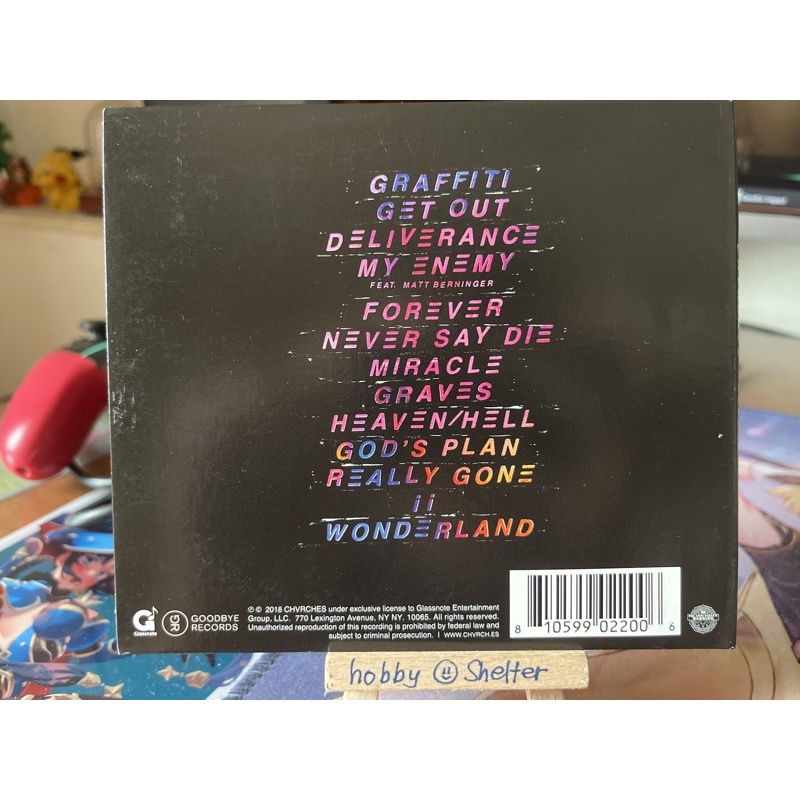 GRAFFITI
GET OUT
DELIVERANCE
MY ENEMY
FEAT. MATT BERNINGER
FOREVER
NEVER SAY DIE
MIRACLE
GRAVES
HEAVEN/HELL
GOD'S PLAN
REALLY GONE
ii
WONDERLAND
Glassnote
GR
GOODBYE
RECORDS
℗ © 2018 CHVRCHES under exclusive license to Glassnote Entertainment
Group, LLC. 770 Lexington Avenue, NY NY. 10065. All rights reserved.
Unauthorized reproduction of this recording is prohibited by federal law and
subject to criminal prosecution. | WWW.CHVRCH.ES
8 10599 02200 6
hobby Shelter